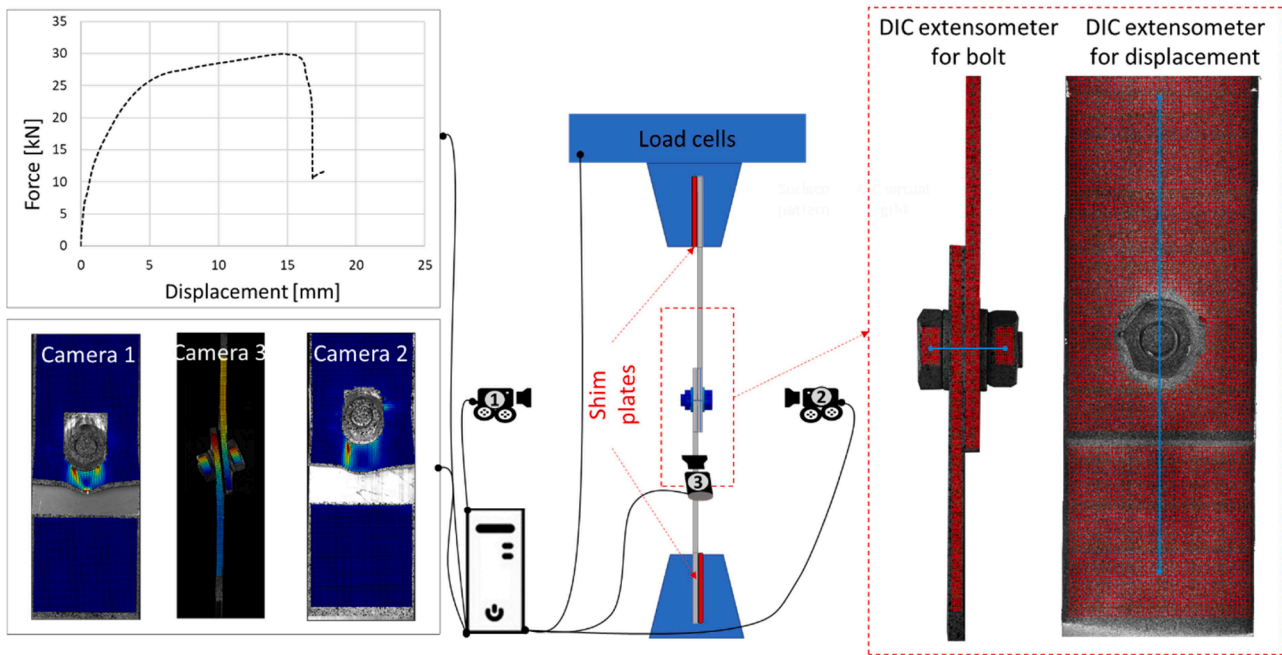 35
30
25
20
15
10
5
0
Force [kN]
0 5 10 15 20 25
Displacement [mm]
Camera 1
Camera 3
Camera 2
Load cells
Shim
plates
1
2
3
DIC extensometer
for bolt
DIC extensometer
for displacement